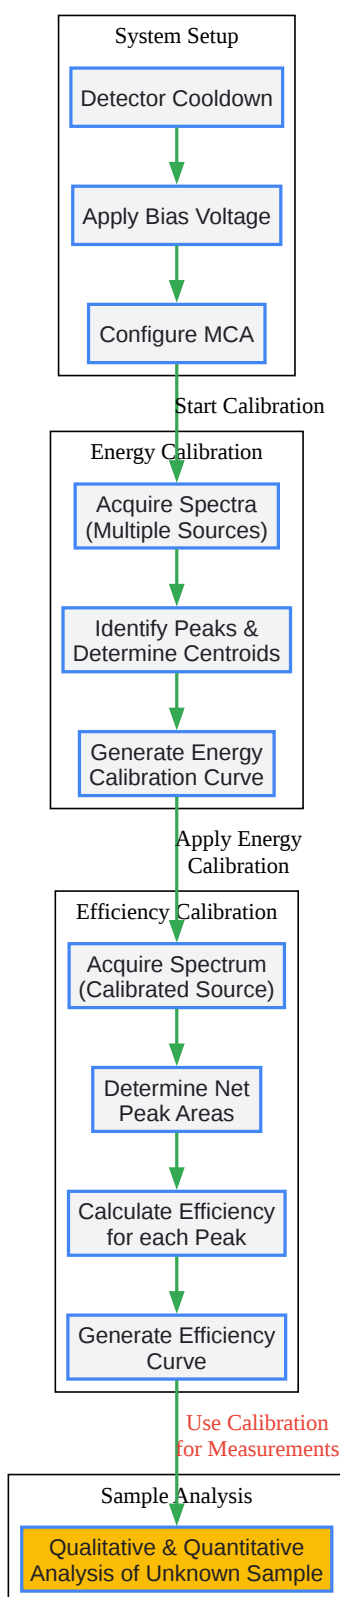 System Setup
Detector Cooldown
Apply Bias Voltage
Configure MCA
Start Calibration
Energy Calibration
Acquire Spectra
(Multiple Sources)
Identify Peaks &
Determine Centroids
Generate Energy
Calibration Curve
Apply Energy
Calibration
Efficiency Calibration
Acquire Spectrum
(Calibrated Source)
Determine Net
Peak Areas
Calculate Efficiency
for each Peak
Generate Efficiency
Curve
Use Calibration
for Measurements
Sample Analysis
Qualitative & Quantitative
Analysis of Unknown Sample